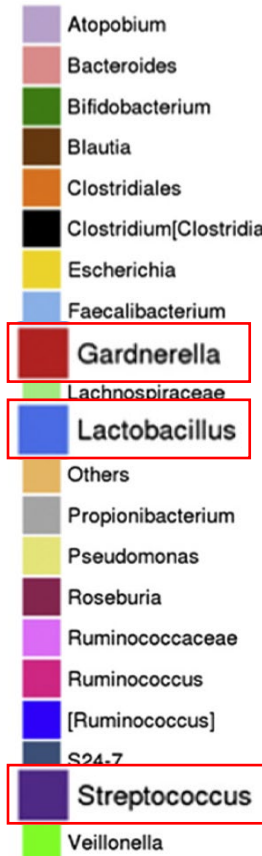 Atopobium
Bacteroides
Bifidobacterium
Blautia
Clostridiales
Clostridium[Clostridia
Escherichia
Faecalibacterium
Gardnerella
Lachnospiraceae
Lactobacillus
Others
Propionibacterium
Pseudomonas
Roseburia
Ruminococcaceae
Ruminococcus
[Ruminococcus]
S24-7
Streptococcus
Veillonella